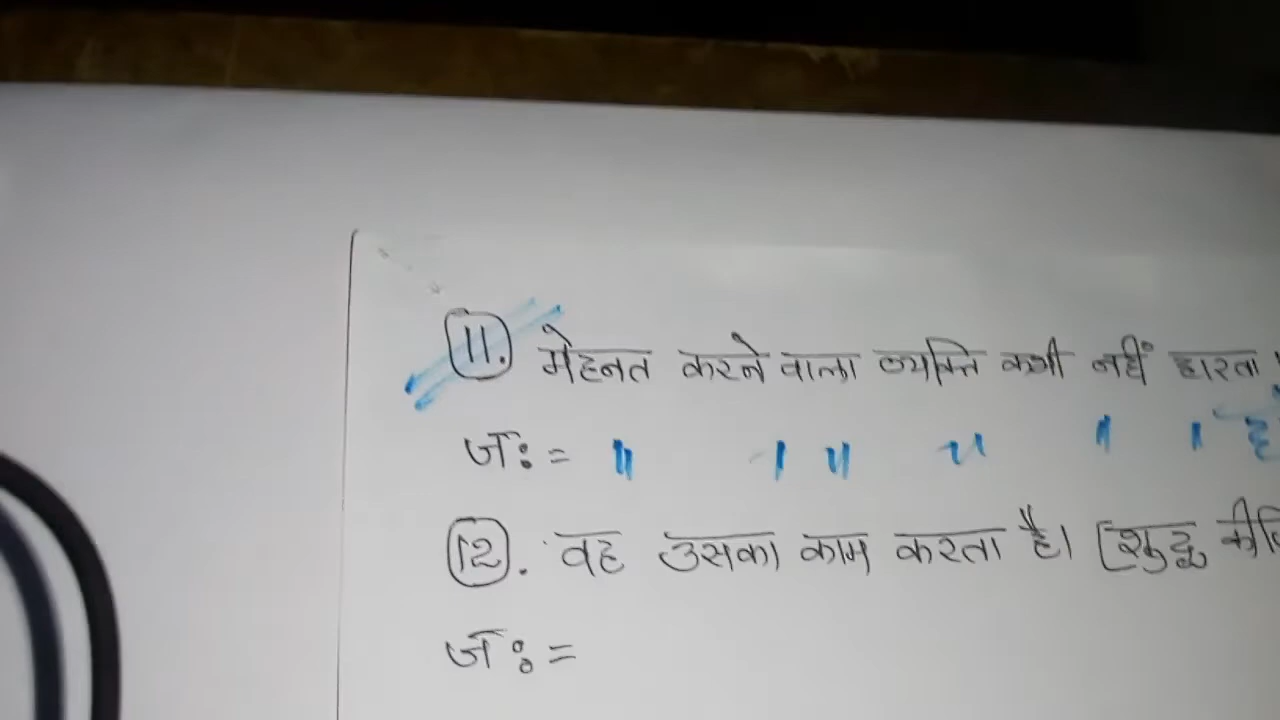 11. मेहनत करने वाला व्यक्ति कभी नहीं हारता
ज॰:= " " " " " " ह
12. वह उसका काम करता है। [शुद्ध
ज॰:=